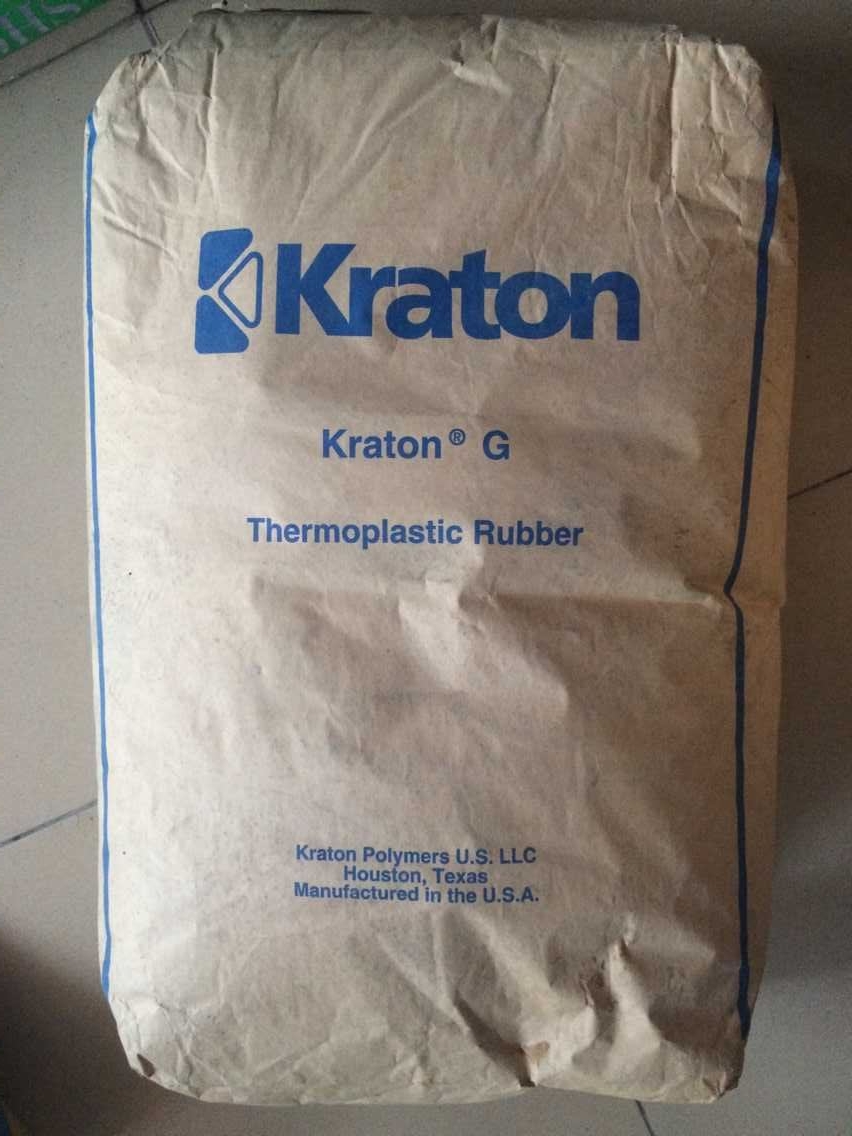 Kraton
Kraton® G
Thermoplastic Rubber
Kraton Polymers U.S. LLC
Houston, Texas
Manufactured in the U.S.A.